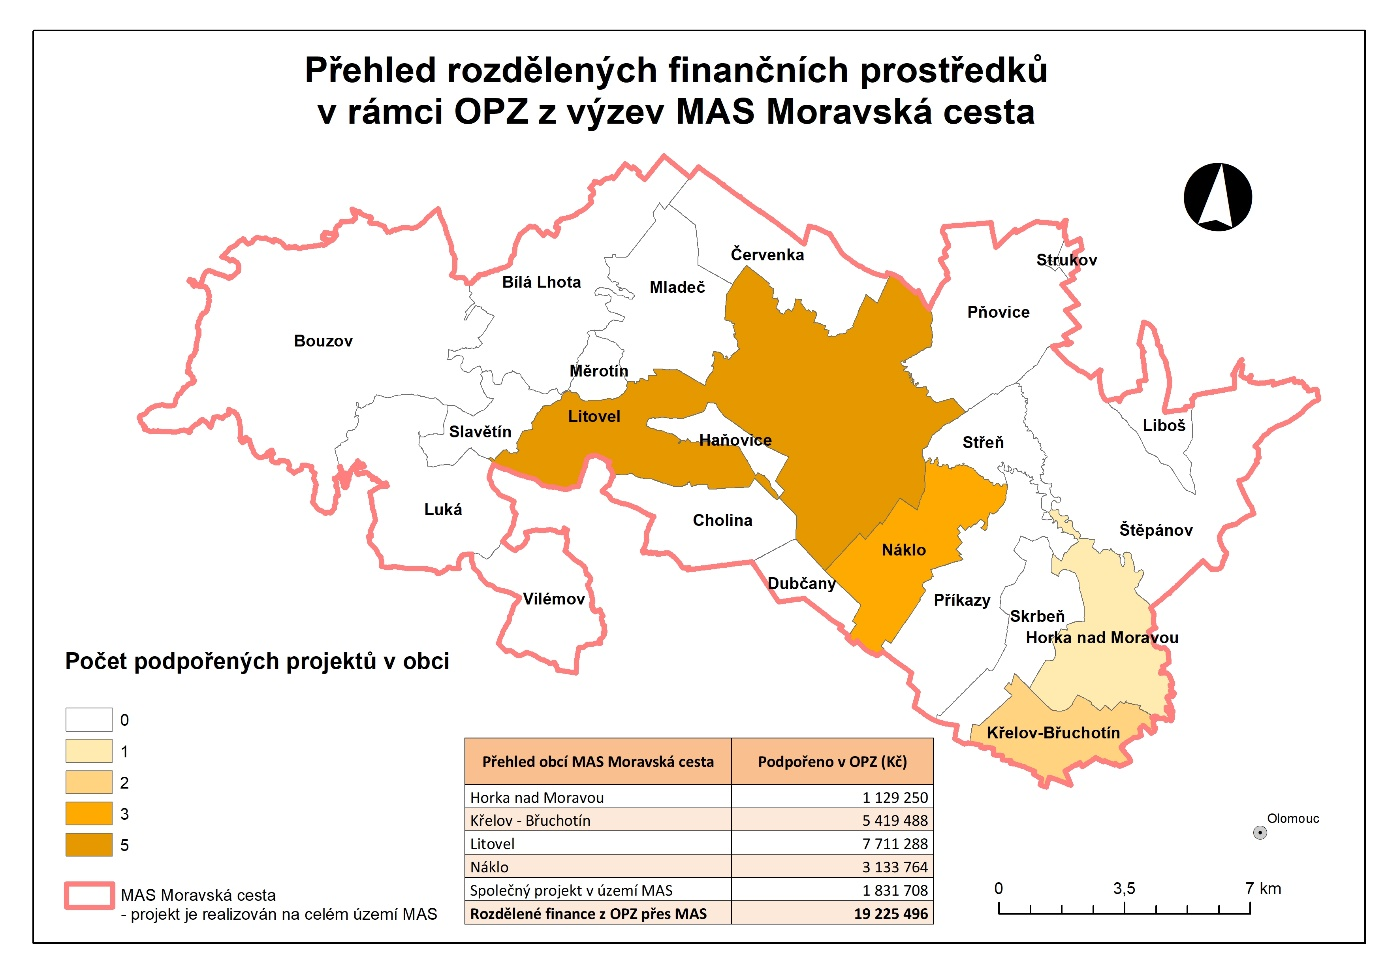 Přehled rozdělených finančních prostředků
v rámci OPZ z výzev MAS Moravská cesta
Červenka
Strukov
Bílá Lhota
Mladeč
Pňovice
Bouzov
Měrotín
Litovel
Liboš
Slavětín
Haňovice
Střeň
Luká
Cholina
Štěpánov
Náklo
Dubčany
Vilémov
Příkazy
Skrbeň
Horka nad Moravou
Křelov-Břuchotín
Počet podpořených projektů v obci
0
1
2
3
5
MAS Moravská cesta
- projekt je realizován na celém území MAS
Přehled obcí MAS Moravská cesta Podpořeno v OPZ (Kč)
Horka nad Moravou 1 129 250
Křelov - Břuchotín 5 419 488
Litovel 7 711 288
Náklo 3 133 764
Společný projekt v území MAS 1 831 708
Rozdělené finance z OPZ přes MAS 19 225 496
Olomouc
0 3,5 7 km